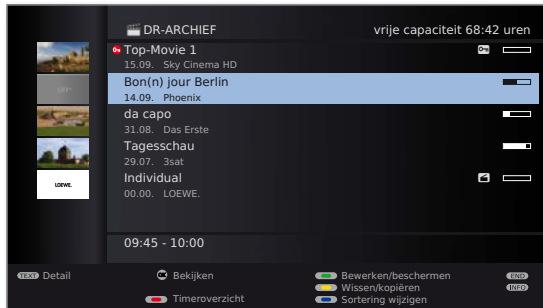 DR-ARCHIEF vrije capaciteit 68:42 uren
Top-Movie 1
15.09. Sky Cinema HD
Bon(n) jour Berlin
14.09. Phoenix
da capo
31.08. Das Erste
Tagesschau
29.07. 3sat
Individual
00.00. LOEWE.
LOEWE.
09:45 - 10:00
TEXT Detail Bekijken Bewerken/beschermen END
Wissen/kopiëren INFO
Timeroverzicht Sortering wijzigen